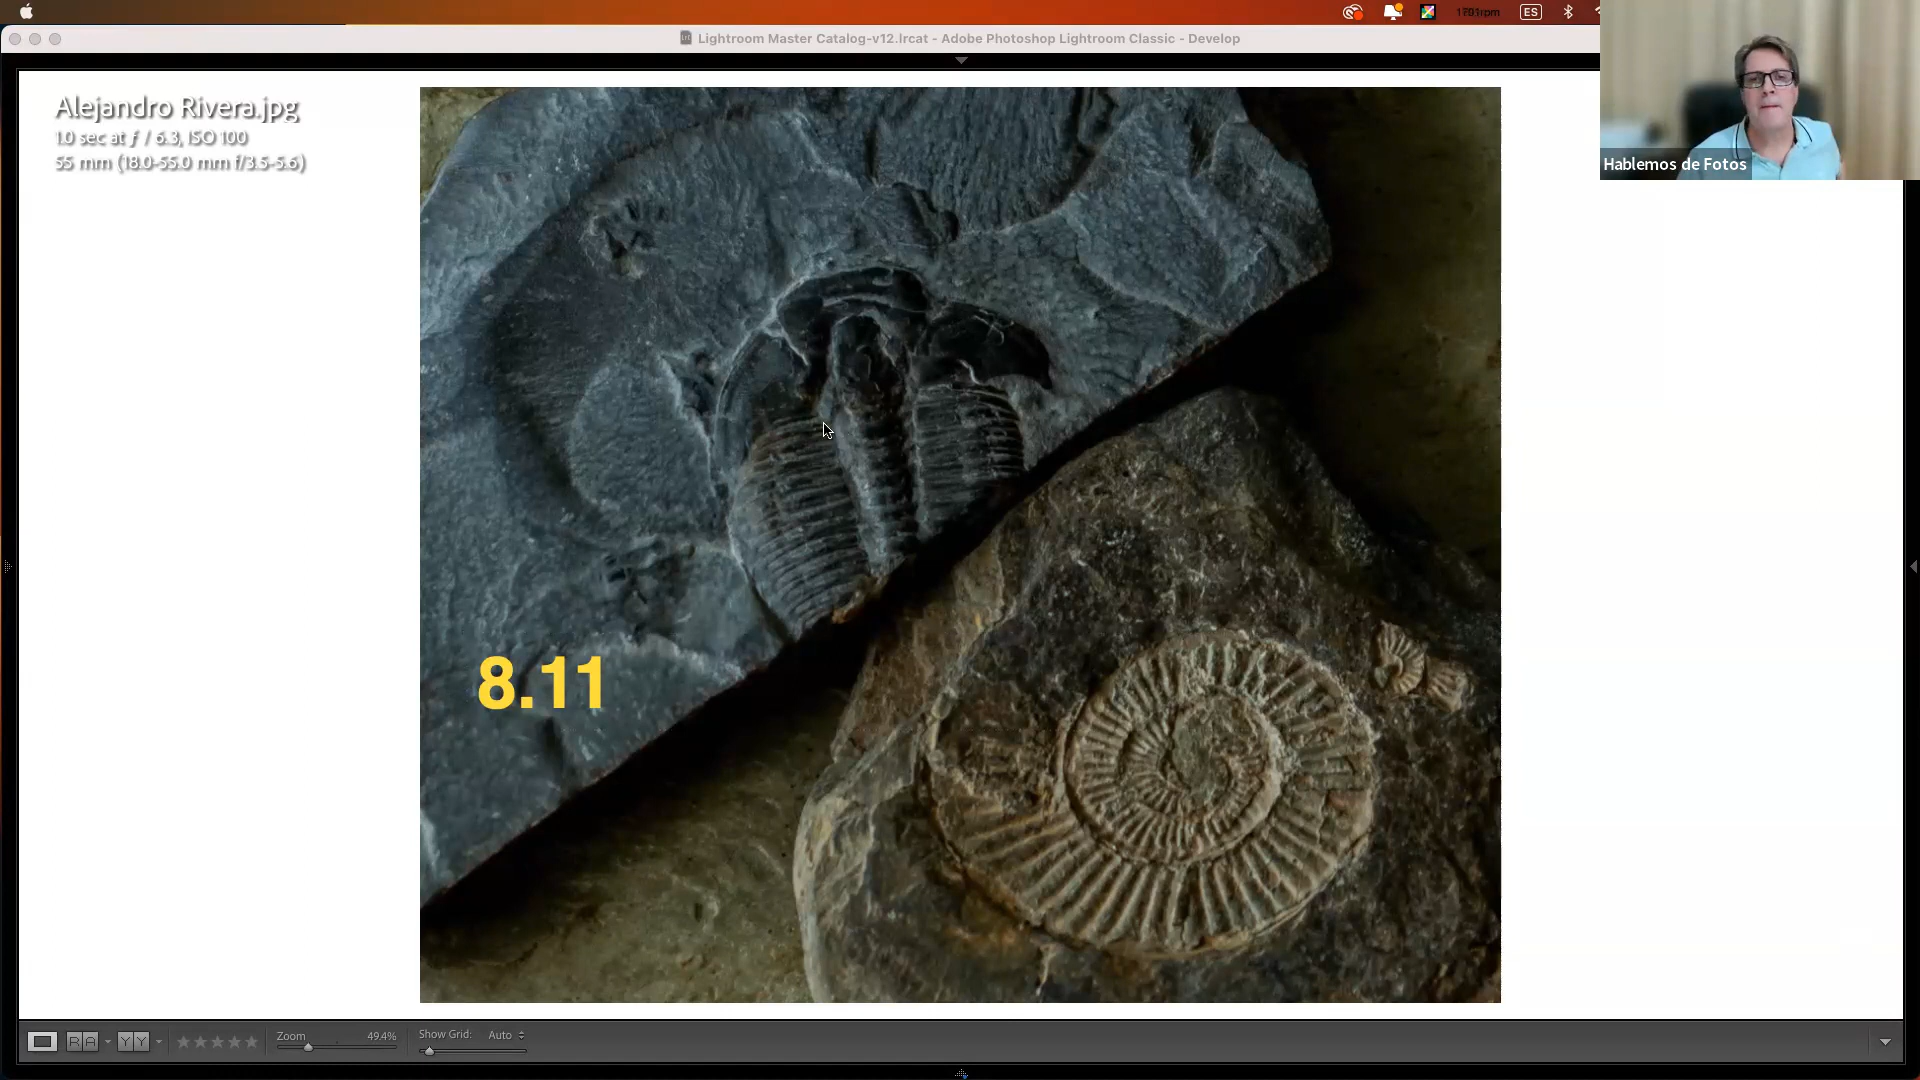 1701rpm
ES
Lightroom Master Catalog-v12.lrcat - Adobe Photoshop Lightroom Classic - Develop
Alejandro Rivera.jpg
1.0 sec at ƒ / 6.3, ISO 100
55 mm (18.0-55.0 mm f/3.5-5.6)
Hablemos de Fotos
8.11
R A
Y Y
Zoom
49.4%
Show Grid:
Auto